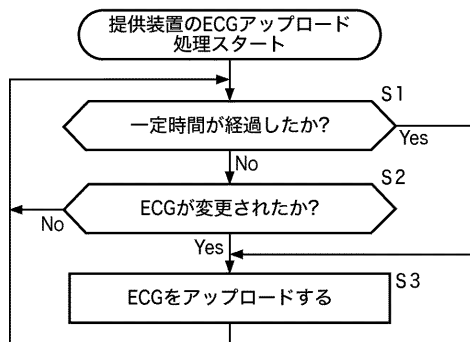 提供装置のECGアップロード
処理スタート
S1
一定時間が経過したか?
Yes
No
S2
ECGが変更されたか?
No
Yes
S3
ECGをアップロードする